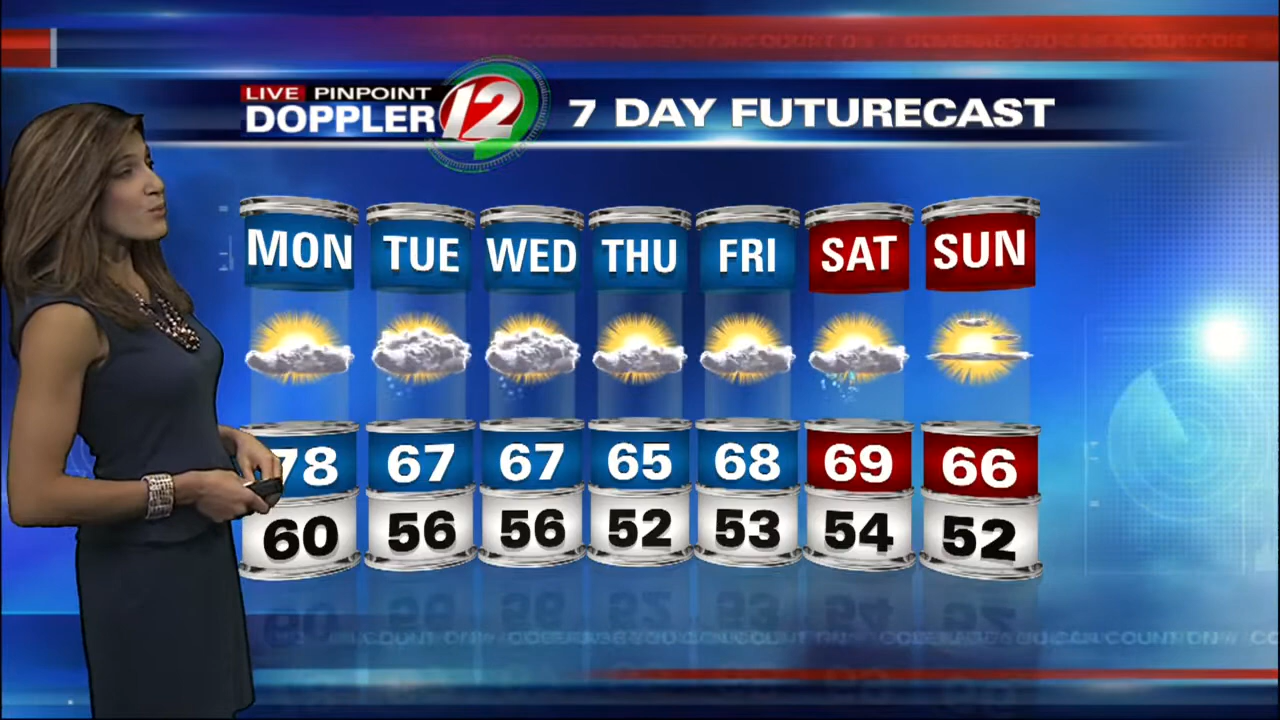 LIVE PINPOINT
DOPPLER 12
7 DAY FUTURECAST
MON TUE WED THU FRI SAT SUN
78 67 67 65 68 69 66
60 56 56 52 53 54 52